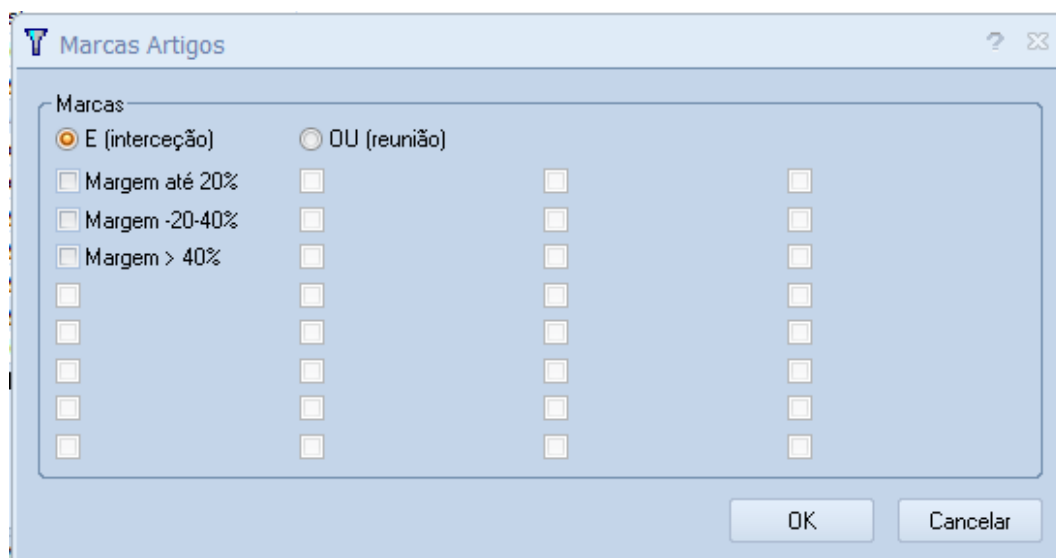 Marcas Artigos
Marcas
E (interceção) OU (reunião)
Margem até 20%
Margem -20-40%
Margem > 40%
OK Cancelar